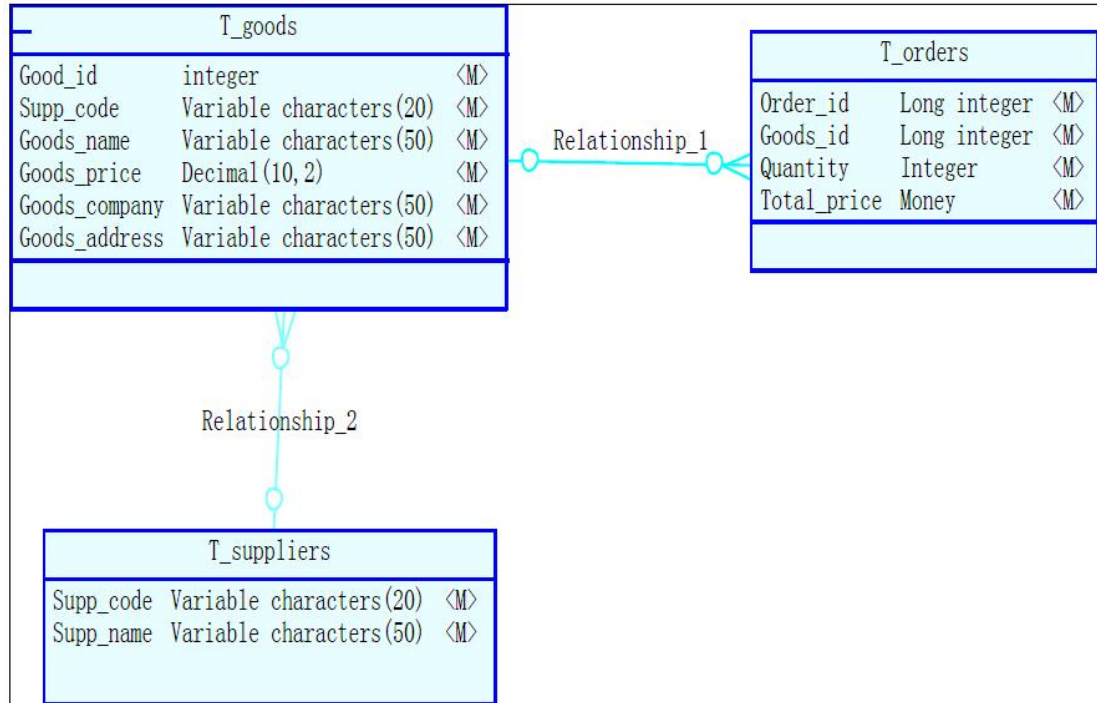 T_goods
Good_id integer <M>
Supp_code Variable characters(20) <M>
Goods_name Variable characters(50) <M>
Goods_price Decimal(10,2) <M>
Goods_company Variable characters(50) <M>
Goods_address Variable characters(50) <M>
Relationship_1
T_orders
Order_id Long integer <M>
Goods_id Long integer <M>
Quantity Integer <M>
Total_price Money <M>
Relationship_2
T_suppliers
Supp_code Variable characters(20) <M>
Supp_name Variable characters(50) <M>